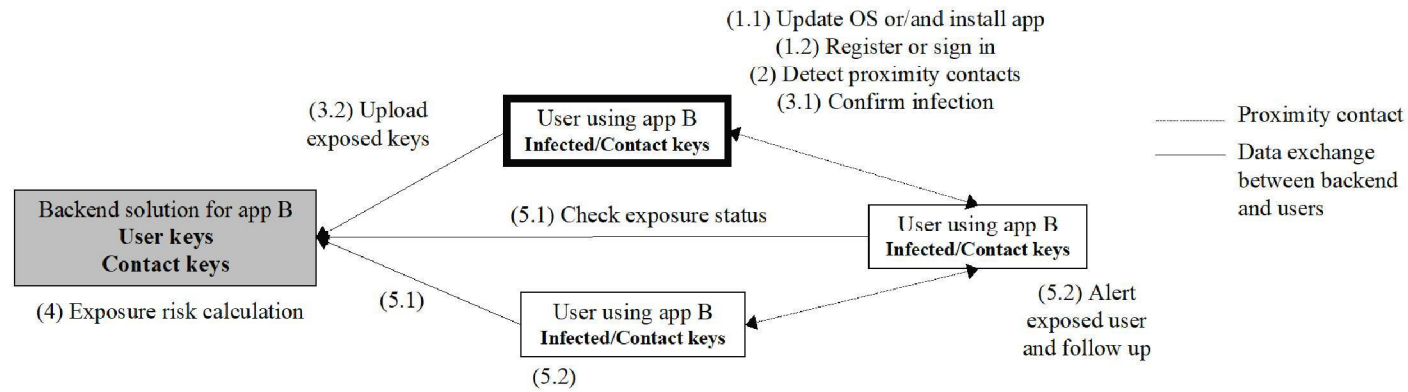 (1.1) Update OS or/and install app
(1.2) Register or sign in
(2) Detect proximity contacts
(3.1) Confirm infection
(3.2) Upload
exposed keys
User using app B
Infected/Contact keys
Proximity contact
Data exchange
between backend
and users
Backend solution for app B
User keys
Contact keys
(5.1) Check exposure status
User using app B
Infected/Contact keys
(4) Exposure risk calculation
(5.1)
User using app B
Infected/Contact keys
(5.2)
(5.2) Alert
exposed user
and follow up